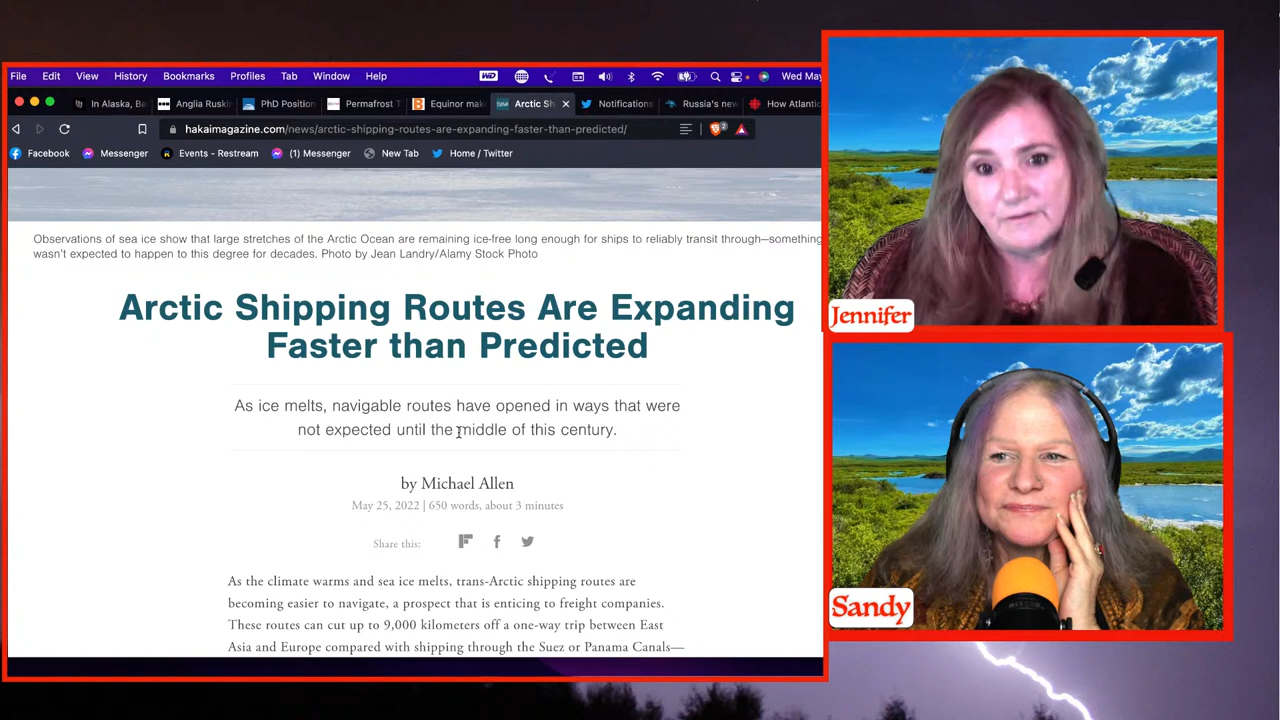 File Edit View History Bookmarks Profiles Tab Window Help WD Wed May
In Alaska, Be Anglia Ruskin PhD Position Permafrost T Equinor mak Arctic Sh Notifications Russia's new How Atlantic
hakaimagazine.com/news/arctic-shipping-routes-are-expanding-faster-than-predicted/ 2
Facebook Messenger Events - Restream (1) Messenger New Tab Home / Twitter
Observations of sea ice show that large stretches of the Arctic Ocean are remaining ice-free long enough for ships to reliably transit through—something
wasn't expected to happen to this degree for decades. Photo by Jean Landry/Alamy Stock Photo
Arctic Shipping Routes Are Expanding
Faster than Predicted
As ice melts, navigable routes have opened in ways that were
not expected until the middle of this century.
by Michael Allen
May 25, 2022 | 650 words, about 3 minutes
Share this:
As the climate warms and sea ice melts, trans-Arctic shipping routes are
becoming easier to navigate, a prospect that is enticing to freight companies.
These routes can cut up to 9,000 kilometers off a one-way trip between East
Asia and Europe compared with shipping through the Suez or Panama Canals—
Jennifer
Sandy